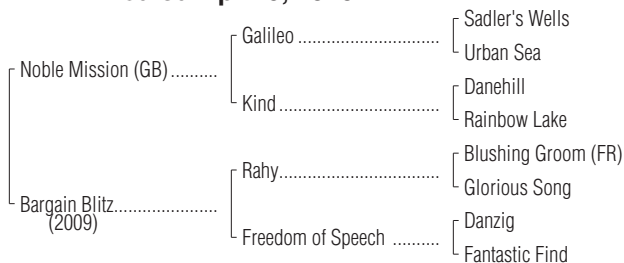 Sadler's Wells
Galileo ................................
Urban Sea
Noble Mission (GB) ..........
Danehill
Kind ....................................
Rainbow Lake
Blushing Groom (FR)
Rahy....................................
Glorious Song
Bargain Blitz......................
(2009)
Danzig
Freedom of Speech ..........
Fantastic Find